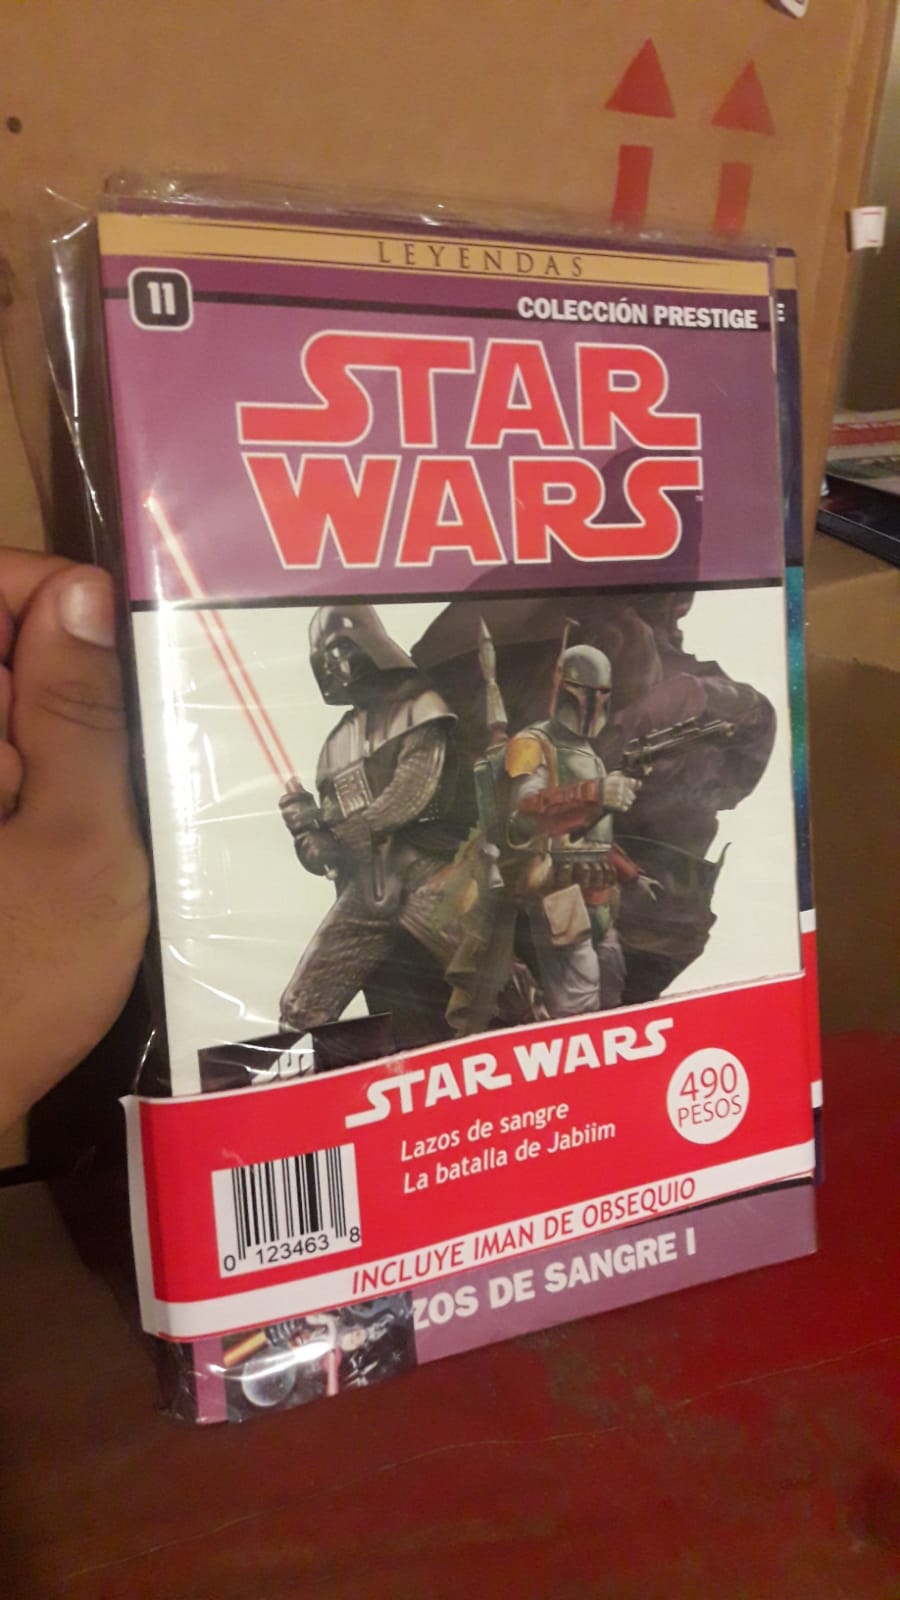 LEYENDAS
11
COLECCIÓN PRESTIGE
STAR
WARS
STAR WARS
Lazos de sangre
La batalla de Jabiim
490
PESOS
0 123463 8
INCLUYE IMAN DE OBSEQUIO
ZOS DE SANGRE I